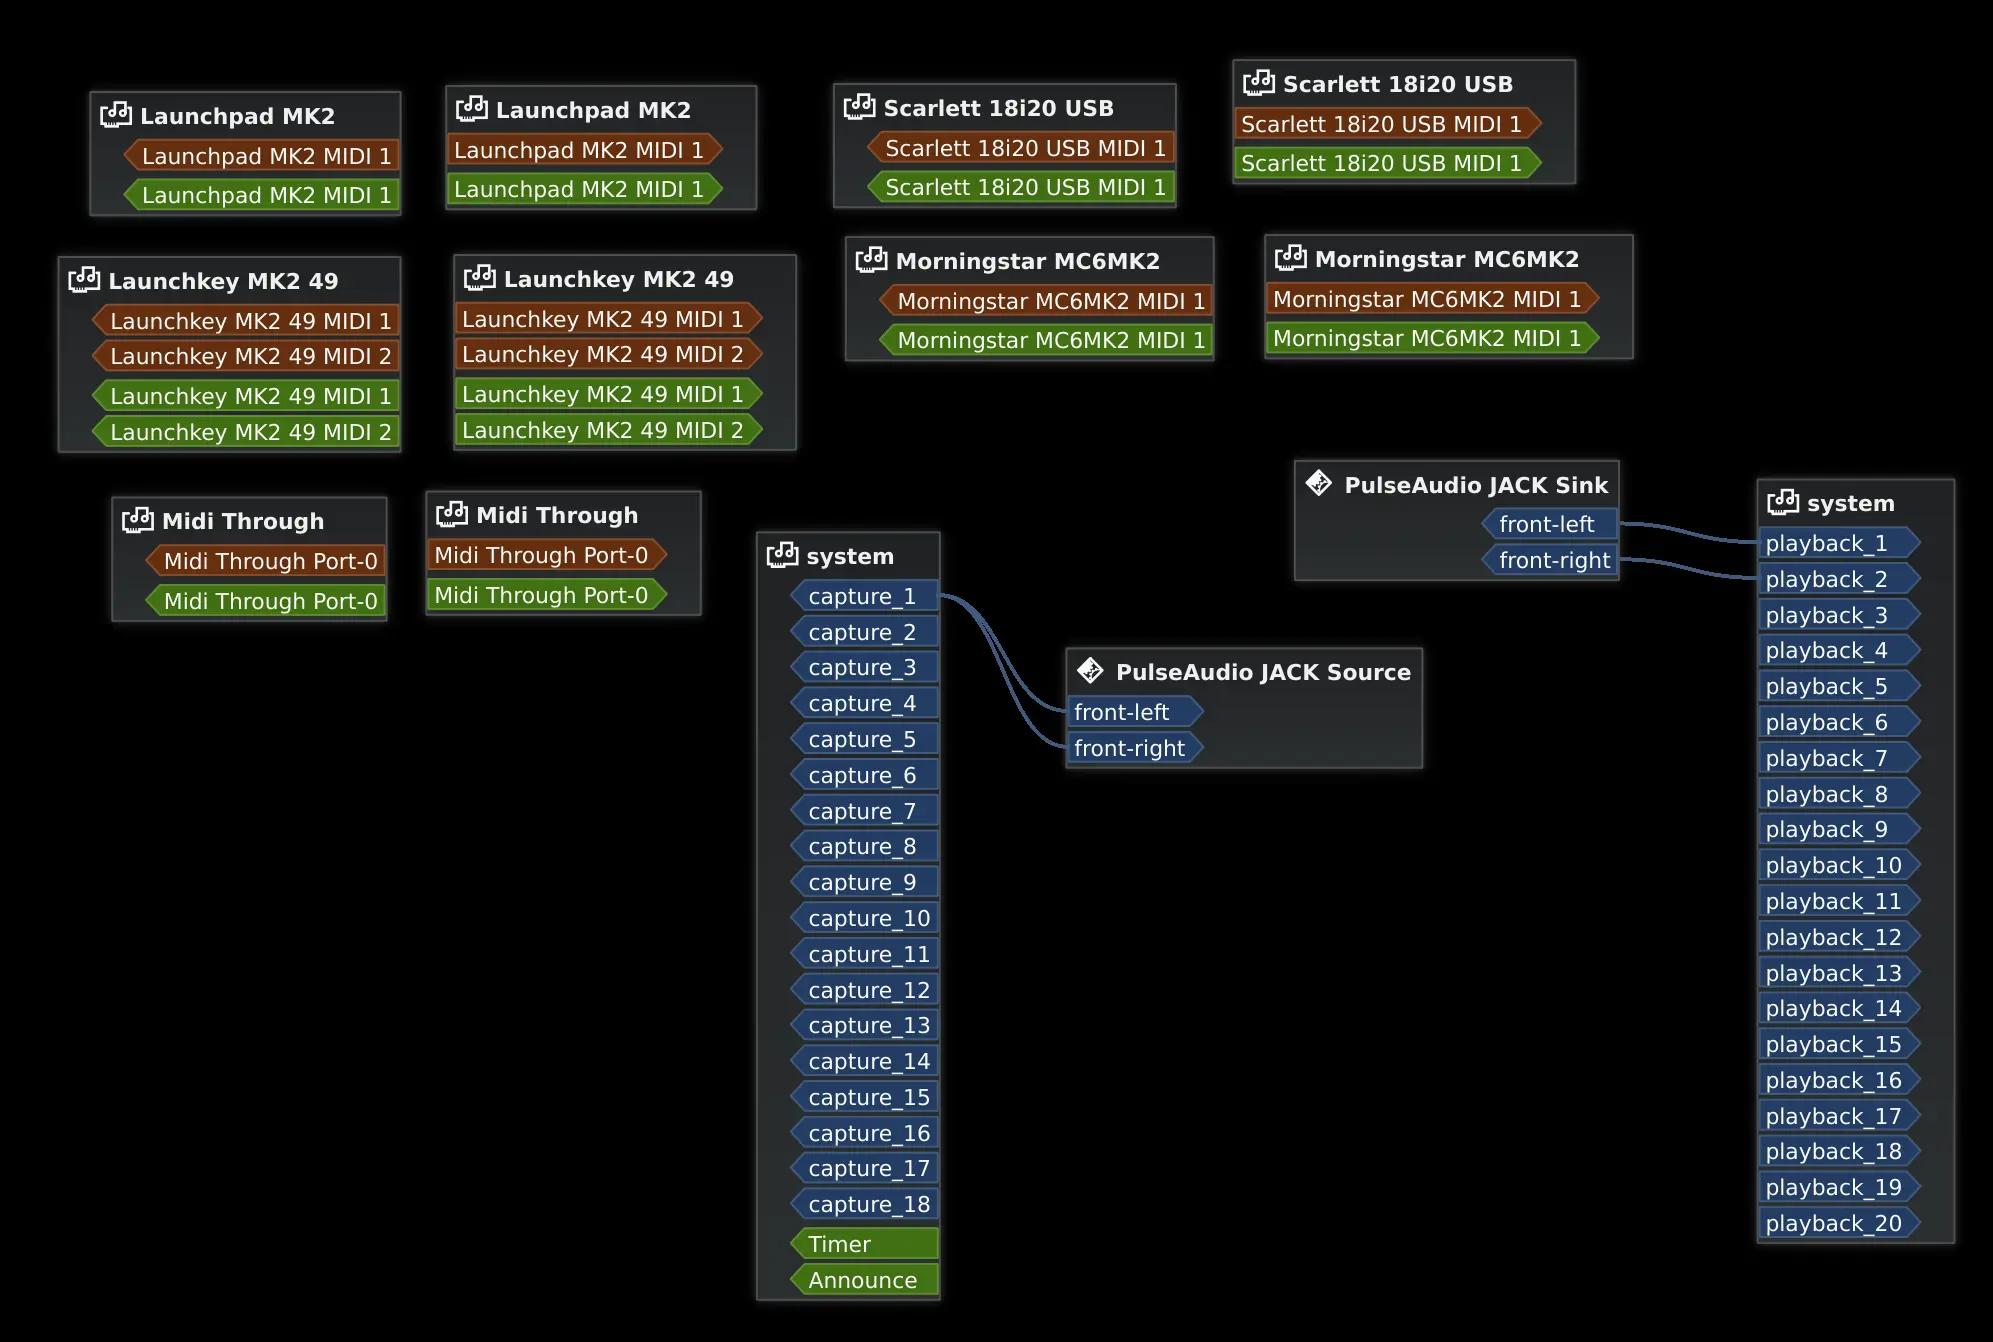 Launchpad MK2
Launchpad MK2 MIDI 1
Launchpad MK2 MIDI 1
Launchpad MK2
Launchpad MK2 MIDI 1
Launchpad MK2 MIDI 1
Scarlett 18i20 USB
Scarlett 18i20 USB MIDI 1
Scarlett 18i20 USB MIDI 1
Scarlett 18i20 USB
Scarlett 18i20 USB MIDI 1
Scarlett 18i20 USB MIDI 1
Launchkey MK2 49
Launchkey MK2 49 MIDI 1
Launchkey MK2 49 MIDI 2
Launchkey MK2 49 MIDI 1
Launchkey MK2 49 MIDI 2
Launchkey MK2 49
Launchkey MK2 49 MIDI 1
Launchkey MK2 49 MIDI 2
Launchkey MK2 49 MIDI 1
Launchkey MK2 49 MIDI 2
Morningstar MC6MK2
Morningstar MC6MK2 MIDI 1
Morningstar MC6MK2 MIDI 1
Morningstar MC6MK2
Morningstar MC6MK2 MIDI 1
Morningstar MC6MK2 MIDI 1
Midi Through
Midi Through Port-0
Midi Through Port-0
Midi Through
Midi Through Port-0
Midi Through Port-0
system
capture_1
capture_2
capture_3
capture_4
capture_5
capture_6
capture_7
capture_8
capture_9
capture_10
capture_11
capture_12
capture_13
capture_14
capture_15
capture_16
capture_17
capture_18
Timer
Announce
PulseAudio JACK Source
front-left
front-right
PulseAudio JACK Sink
front-left
front-right
system
playback_1
playback_2
playback_3
playback_4
playback_5
playback_6
playback_7
playback_8
playback_9
playback_10
playback_11
playback_12
playback_13
playback_14
playback_15
playback_16
playback_17
playback_18
playback_19
playback_20